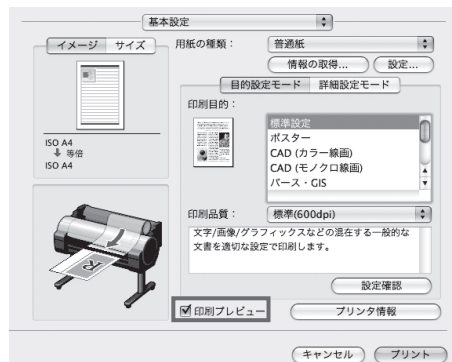 基本設定
イメージ サイズ
用紙の種類： 普通紙
情報の取得... 設定...
目的設定モード 詳細設定モード
印刷目的：
標準設定
ポスター
CAD (カラー線画)
CAD (モノクロ線画)
パース・GIS
ISO A4
等倍
ISO A4
印刷品質： 標準(600dpi)
文字/画像/グラフィックスなどの混在する一般的な
文書を適切な設定で印刷します。
設定確認
印刷プレビュー プリンタ情報
キャンセル プリント